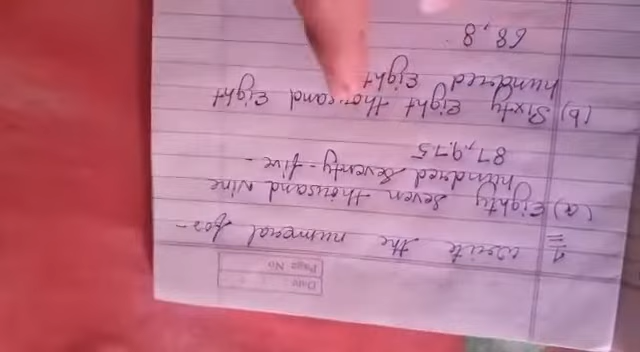 Date
Page No
1 write the numeral for-
(a) Eighty Seven thousand nine
hundred Seventy-five -
87,975
(b) Sixty Eight thousand Eight
hundred Eight
68,8